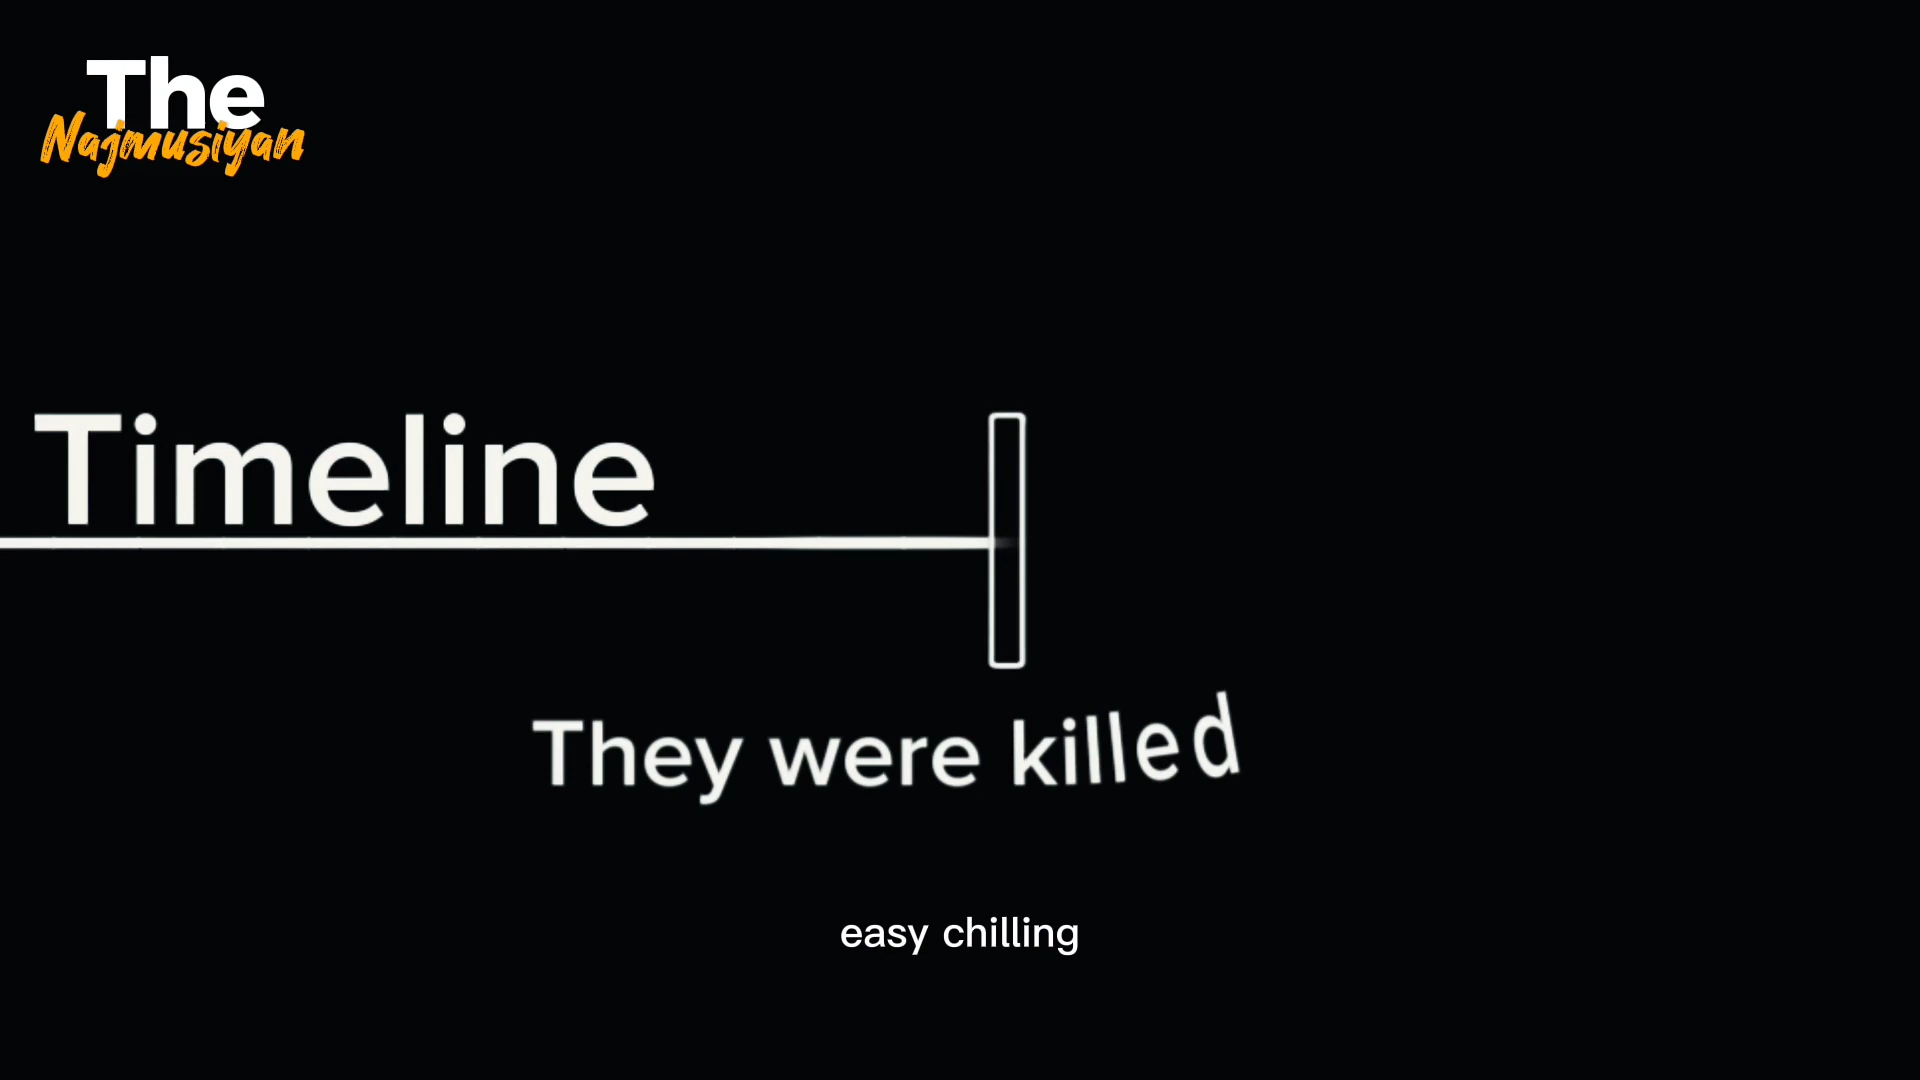 The
Najmusiyan
Timeline
They were killed
easy chilling